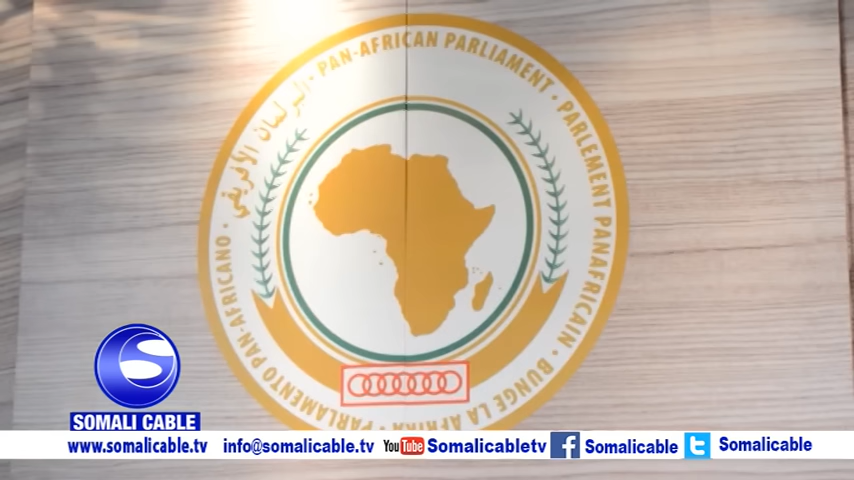 PAN-AFRICAN PARLIAMENT · PARLEMENT PANAFRICAIN · BUNGE LA AFRIKA · PARLAMENTO PAN-AFRICANO · البرلمان الأفريقي ·
SOMALI CABLE
www.somalicable.tv info@somalicable.tv YouTube Somalicabletv f Somalicable Somalicable